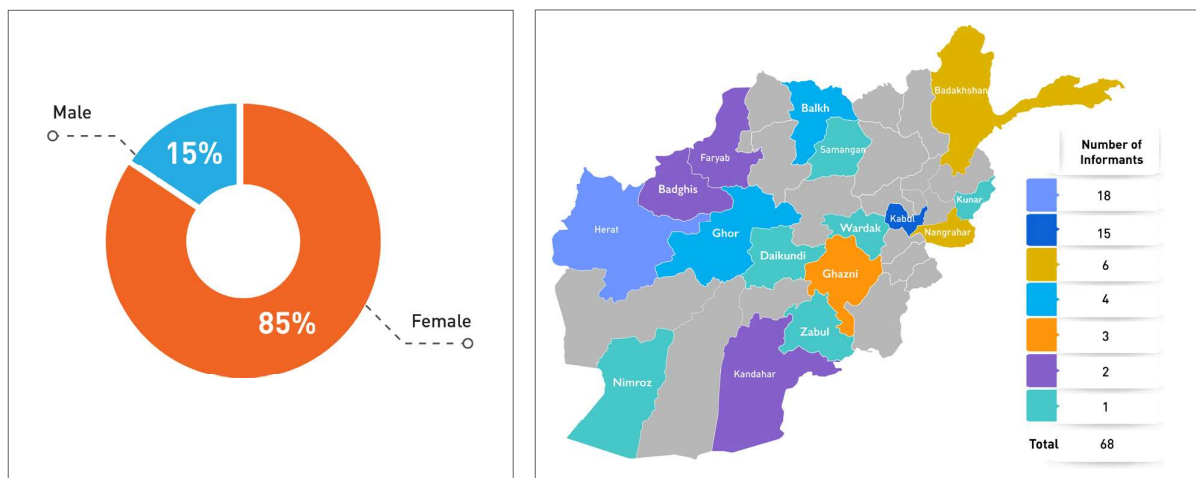 Male
15%
85%
Female
Badakhshan
Balkh
Samangan
Faryab
Badghis
Kunar
Kabul
Nangrahar
Herat
Ghor
Wardak
Daikundi
Ghazni
Zabul
Nimroz
Kandahar
Number of
Informants
18
15
6
4
3
2
1
Total 68